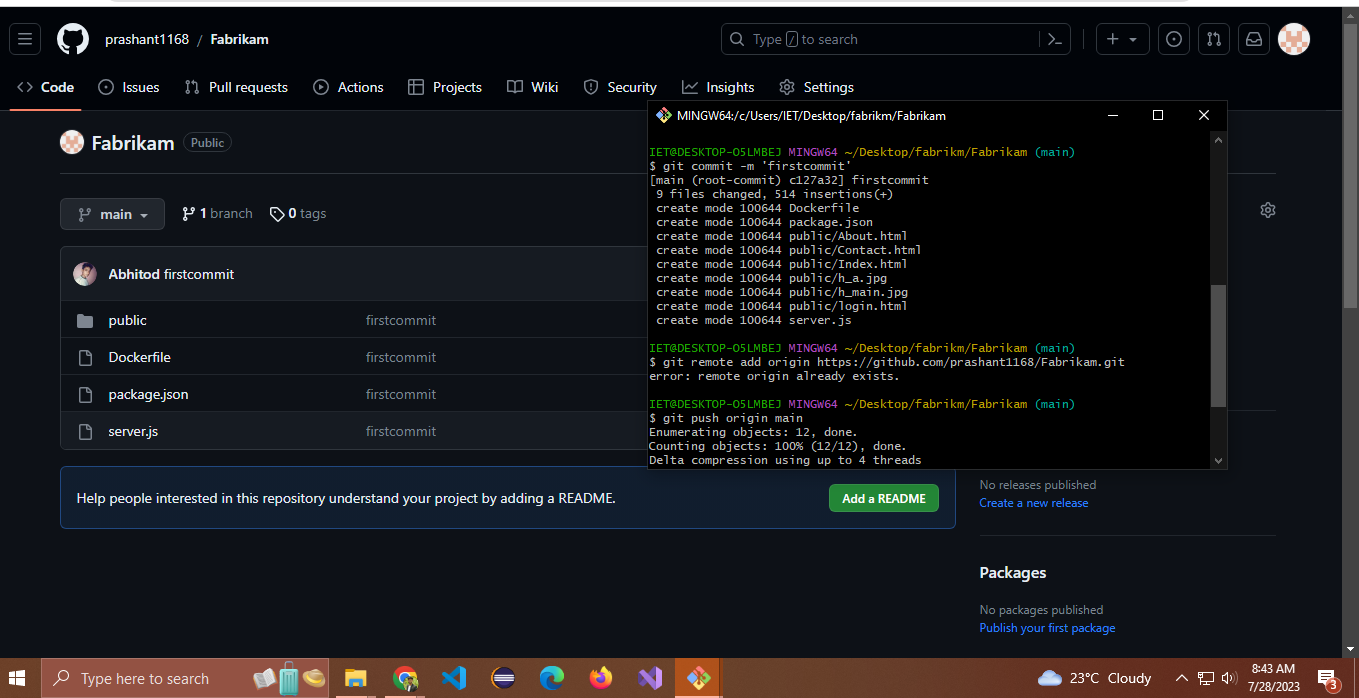 prashant1168 / Fabrikam
Type / to search
Code
Issues
Pull requests
Actions
Projects
Wiki
Security
Insights
Settings
Fabrikam Public
main
1 branch
0 tags
Abhitod firstcommit
public firstcommit
Dockerfile firstcommit
package.json firstcommit
server.js firstcommit
Help people interested in this repository understand your project by adding a README.
Add a README
MINGW64:/c/Users/IET/Desktop/fabrikm/Fabrikam
IET@DESKTOP-O5LMBEJ MINGW64 ~/Desktop/fabrikm/Fabrikam (main)
$ git commit -m 'firstcommit'
[main (root-commit) c127a32] firstcommit
9 files changed, 514 insertions(+)
create mode 100644 Dockerfile
create mode 100644 package.json
create mode 100644 public/About.html
create mode 100644 public/Contact.html
create mode 100644 public/Index.html
create mode 100644 public/h_a.jpg
create mode 100644 public/h_main.jpg
create mode 100644 public/login.html
create mode 100644 server.js
IET@DESKTOP-O5LMBEJ MINGW64 ~/Desktop/fabrikm/Fabrikam (main)
$ git remote add origin https://github.com/prashant1168/Fabrikam.git
error: remote origin already exists.
IET@DESKTOP-O5LMBEJ MINGW64 ~/Desktop/fabrikm/Fabrikam (main)
$ git push origin main
Enumerating objects: 12, done.
Counting objects: 100% (12/12), done.
Delta compression using up to 4 threads
No releases published
Create a new release
Packages
No packages published
Publish your first package
Type here to search
23°C Cloudy
8:43 AM
7/28/2023
3